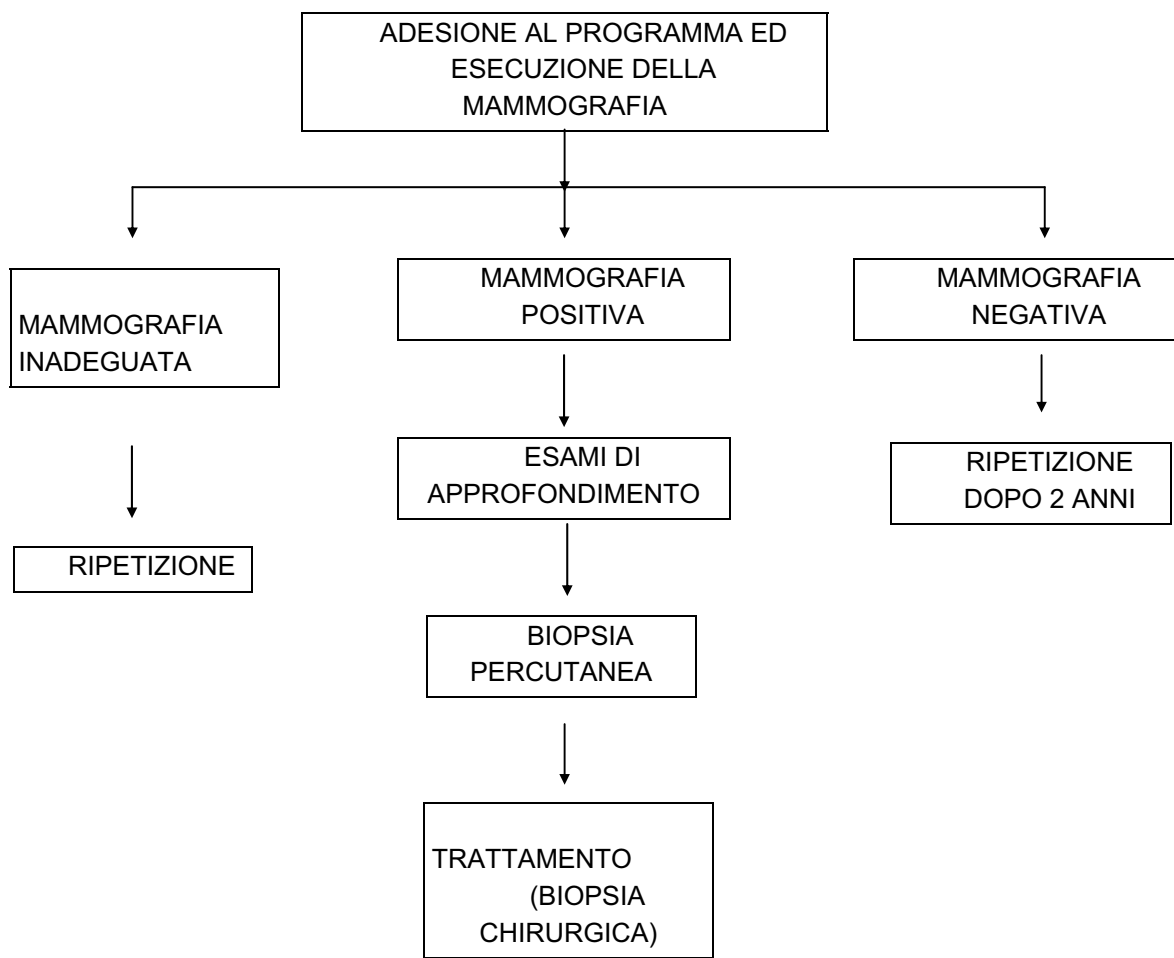 ADESIONE AL PROGRAMMA ED
ESECUZIONE DELLA
MAMMOGRAFIA
MAMMOGRAFIA
INADEGUATA
MAMMOGRAFIA
POSITIVA
MAMMOGRAFIA
NEGATIVA
RIPETIZIONE
ESAMI DI
APPROFONDIMENTO
RIPETIZIONE
DOPO 2 ANNI
BIOPSIA
PERCUTANEA
TRATTAMENTO
(BIOPSIA
CHIRURGICA)